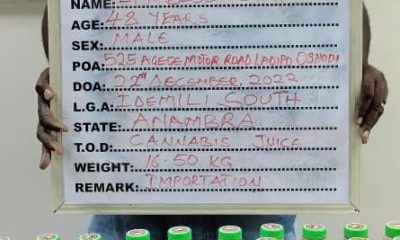 NAME:
AGE: 48 YEARS
SEX: MALE
POA: 525 AGEGE MOTOR ROAD LADIPO OSHODI
DOA: 22nd DECEMBER, 2022
L.G.A: IDEMILI SOUTH
STATE: ANAMBRA
T.O.D: CANNABIS JUICE
WEIGHT: 16.50 KG
REMARK: IMPORTATION